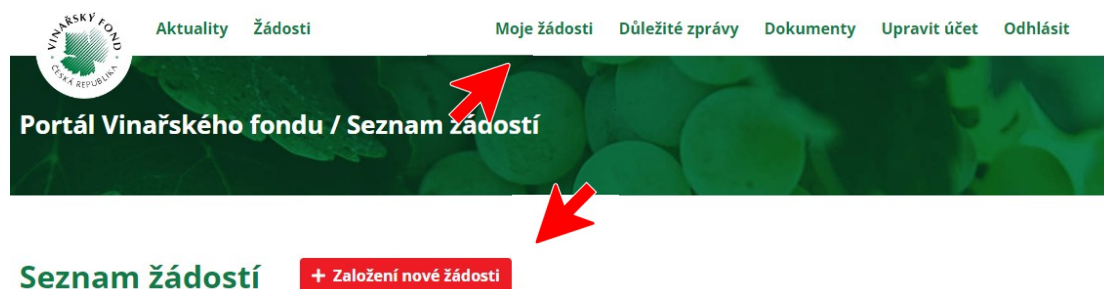 VINAŘSKÝ FOND
ČESKÁ REPUBLIKA
Aktuality Žádosti Moje žádosti Důležité zprávy Dokumenty Upravit účet Odhlásit
Portál Vinařského fondu / Seznam žádostí
Seznam žádostí + Založení nové žádosti